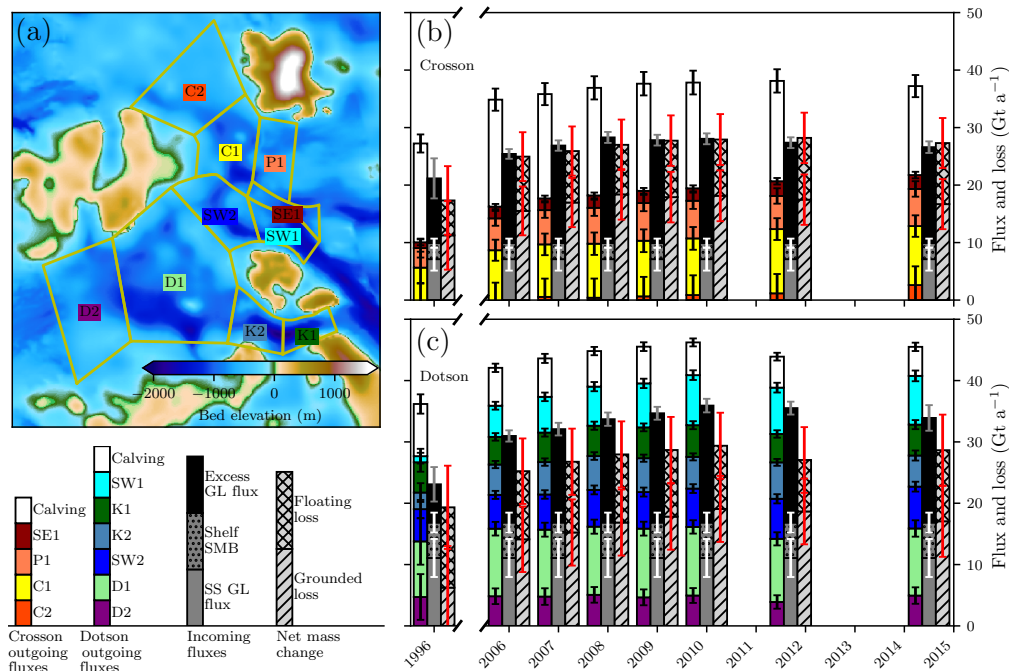 (a)
C2
C1
P1
SW2
SE1
SW1
D1
D2
K2
K1
−2000 −1000 0 1000
Bed elevation (m)
(b)
Crosson
50
40
30
20
10
0
Flux and loss (Gt a⁻¹)
(c)
Dotson
50
40
30
20
10
0
Flux and loss (Gt a⁻¹)
1996 2006 2007 2008 2009 2010 2011 2012 2013 2014 2015
Calving
SE1
P1
C1
C2
Crosson
outgoing
fluxes
Calving
SW1
K1
K2
SW2
D1
D2
Dotson
outgoing
fluxes
Excess
GL flux
Shelf
SMB
SS GL
flux
Incoming
fluxes
Floating
loss
Grounded
loss
Net mass
change